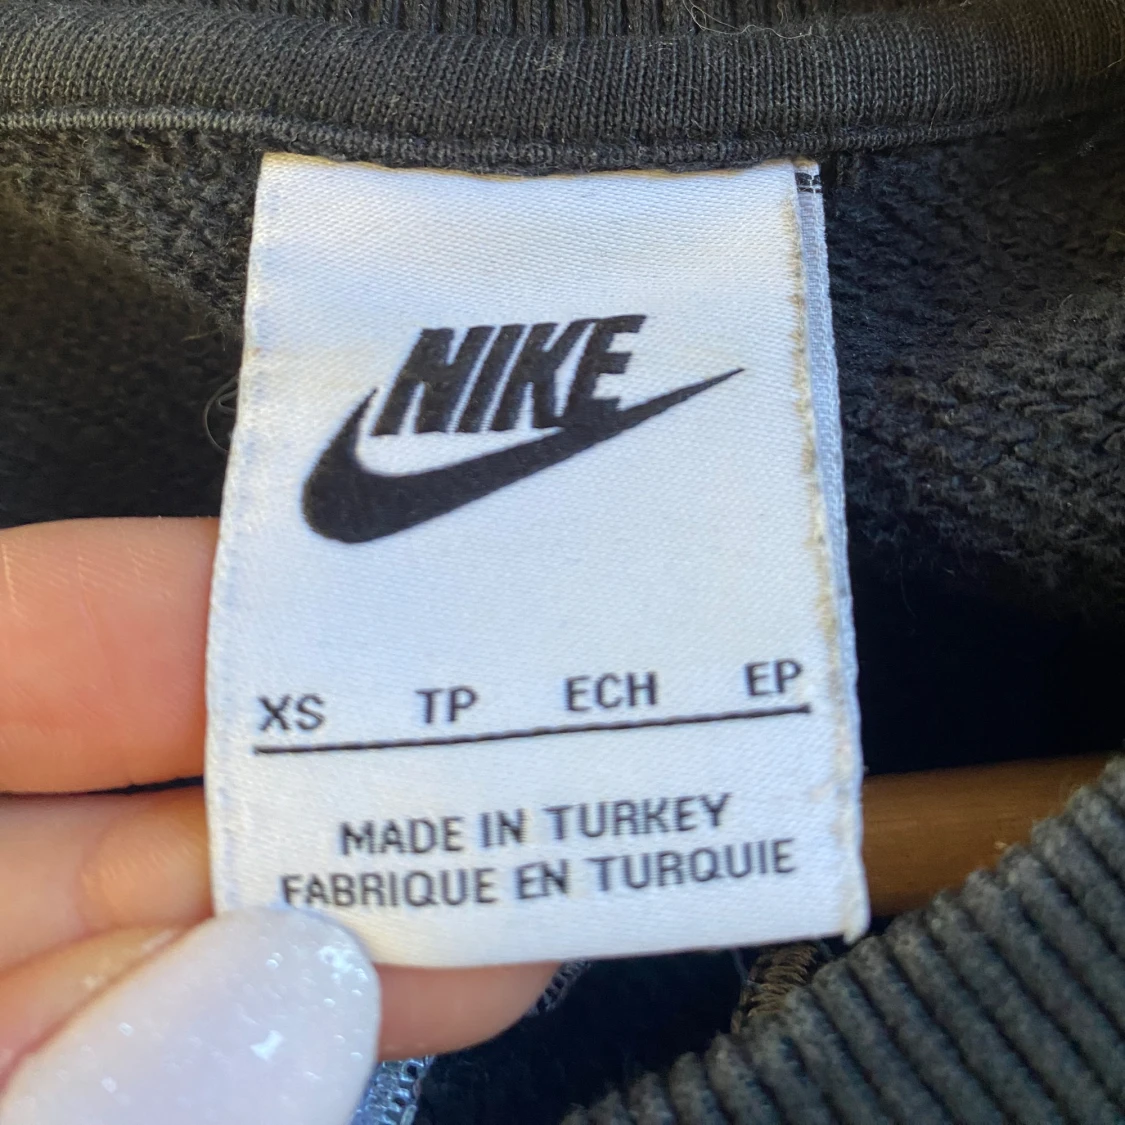 NIKE
XS TP ECH EP
MADE IN TURKEY
FABRIQUE EN TURQUIE